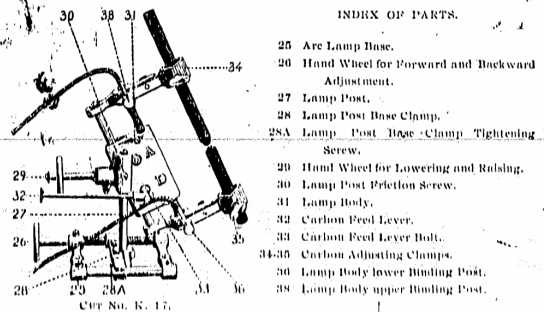 30 38 31
34
29
32
27
26
35
28 29 28A 33 36
CUT NO. K. 17.
INDEX OF PARTS.
25 Arc Lamp Base.
26 Hand Wheel for Forward and Backward
Adjustment.
27 Lamp Post.
28 Lamp Post Base Clamp.
28A Lamp Post Base Clamp Tightening
Screw.
29 Hand Wheel for Lowering and Raising.
30 Lamp Post Friction Screw.
31 Lamp Body.
32 Carbon Feed Lever.
33 Carbon Feed Lever Bolt.
34-35 Carbon Adjusting Clamps.
36 Lamp Body lower Binding Post.
38 Lamp Body upper Binding Post.